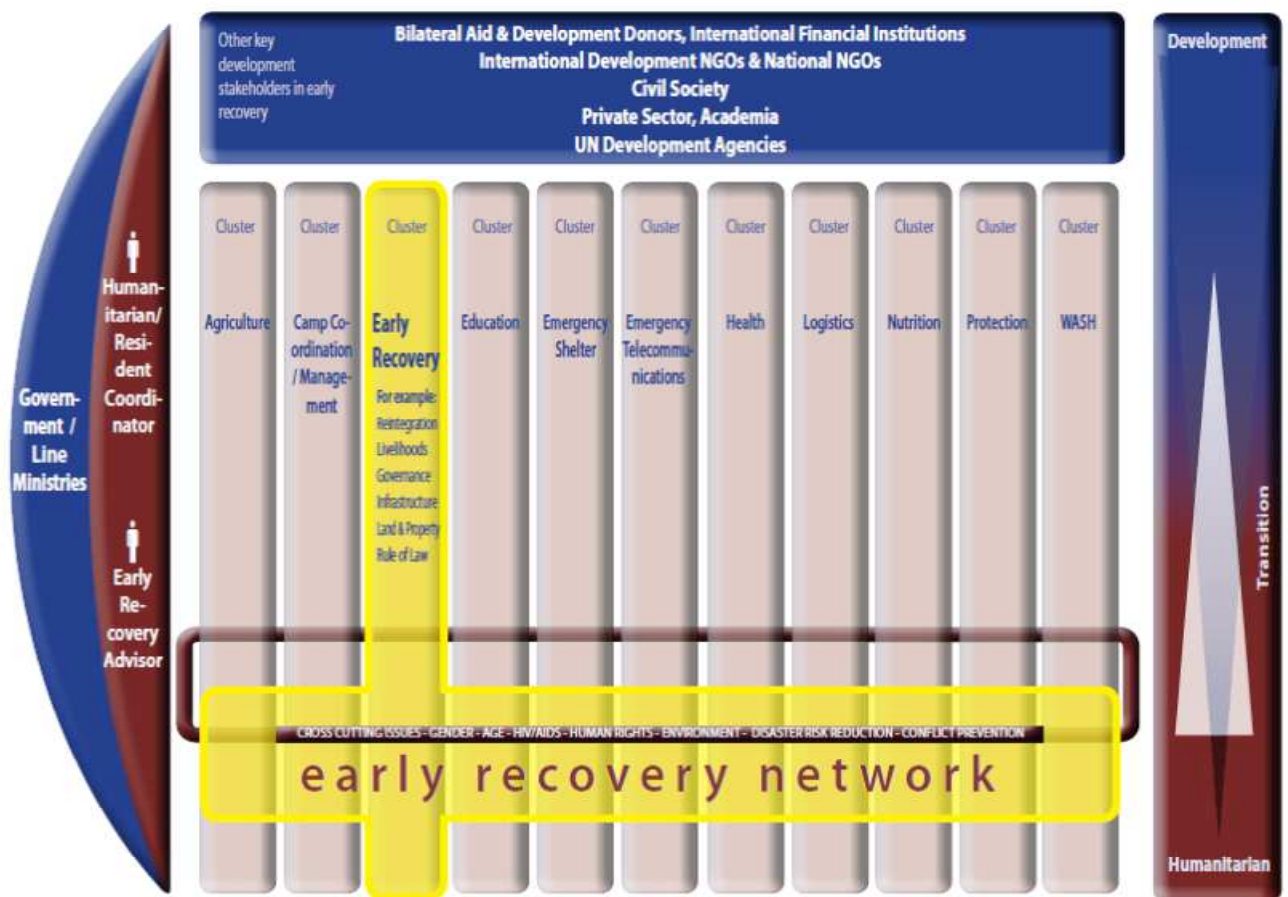 Other key
development
stakeholders in early
recovery
Bilateral Aid & Development Donors, International Financial Institutions
International Development NGOs & National NGOs
Civil Society
Private Sector, Academia
UN Development Agencies
Development
Transition
Humanitarian
Govern-
ment /
Line
Ministries
Human-
itarian/
Resi-
dent
Coordi-
nator
Early
Re-
covery
Advisor
Cluster
Agriculture
Cluster
Camp Co-
ordination
/ Manage-
ment
Cluster
Early
Recovery
For example:
Reintegration
Livelihoods
Governance
Infrastructure
Land & Property
Rule of Law
Cluster
Education
Cluster
Emergency
Shelter
Cluster
Emergency
Telecommu-
nications
Cluster
Health
Cluster
Logistics
Cluster
Nutrition
Cluster
Protection
Cluster
WASH
CROSS CUTTING ISSUES - GENDER - AGE - HIV/AIDS - HUMAN RIGHTS - ENVIRONMENT - DISASTER RISK REDUCTION - CONFLICT PREVENTION
early recovery network